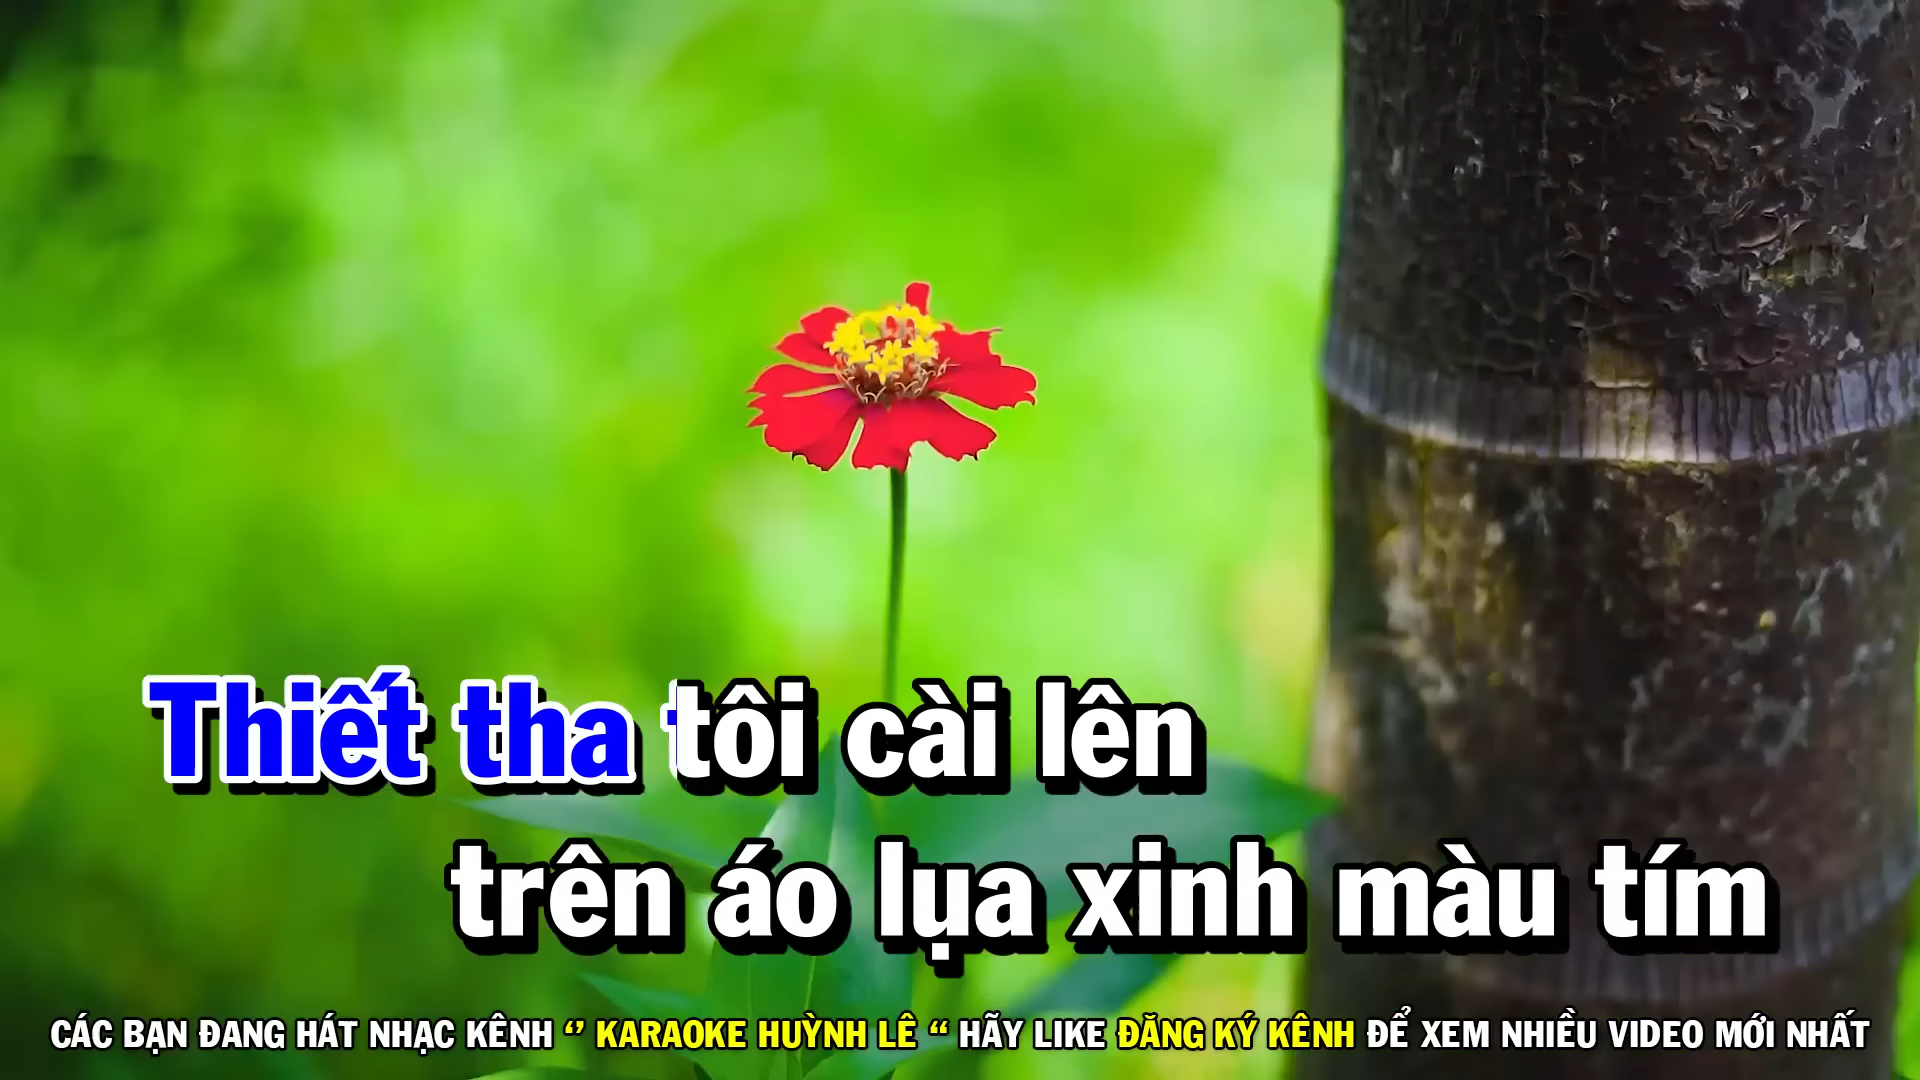 Thiết tha tôi cài lên
trên áo lụa xinh màu tím
CÁC BẠN ĐANG HÁT NHẠC KÊNH “ KARAOKE HUỲNH LÊ “ HÃY LIKE ĐĂNG KÝ KÊNH ĐỂ XEM NHIỀU VIDEO MỚI NHẤT